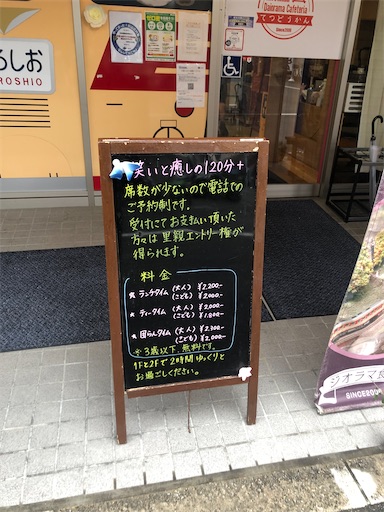 Diorama Cafeteria
てつどうかん
ろしお
ROSHIO
笑いと癒しの120分+
席数が少ないので電話での
ご予約制です。
受付にてお支払い頂いた
方々は里親エントリー権が
得られます。
料金
★ランチタイム (大人) ¥2,200-
(こども) ¥2,000-
★ティータイム (大人) ¥2,000-
(こども) ¥1,800-
★団らんタイム (大人) ¥2,300-
(こども) ¥2,000-
※3歳以下、無料です。
1Fと2Fで2時間ゆっくりと
お過ごしください。
ジオラマ
SINCE2008